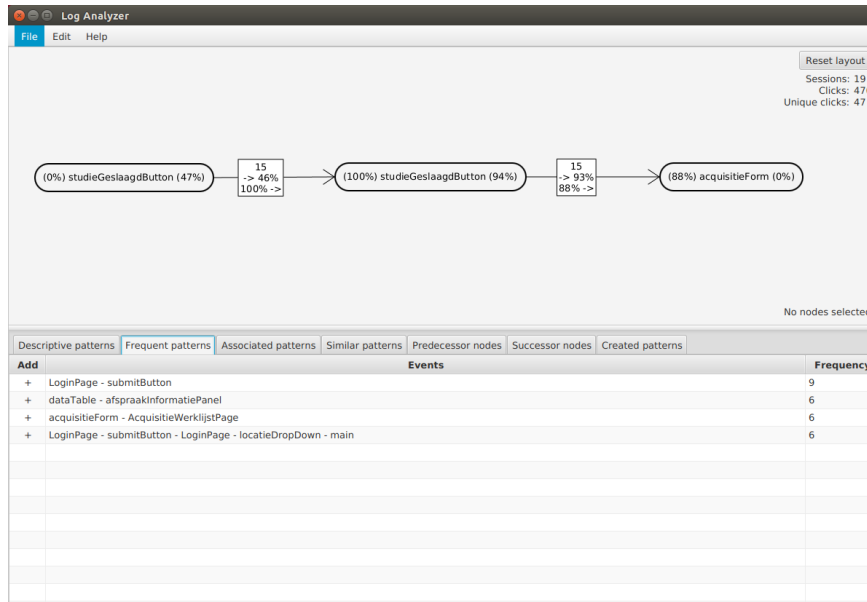 Log Analyzer
File Edit Help
Reset layout
Sessions: 19
Clicks: 47
Unique clicks: 47
(0%) studieGeslaagdButton (47%)
15
-> 46%
100% ->
(100%) studieGeslaagdButton (94%)
15
-> 93%
88% ->
(88%) acquisitieForm (0%)
No nodes selected
Descriptive patterns Frequent patterns Associated patterns Similar patterns Predecessor nodes Successor nodes Created patterns
Add Events Frequency
+ LoginPage - submitButton 9
+ dataTable - afspraakInformatiePanel 6
+ acquisitieForm - AcquisitieWerklijstPage 6
+ LoginPage - submitButton - LoginPage - locatieDropDown - main 6